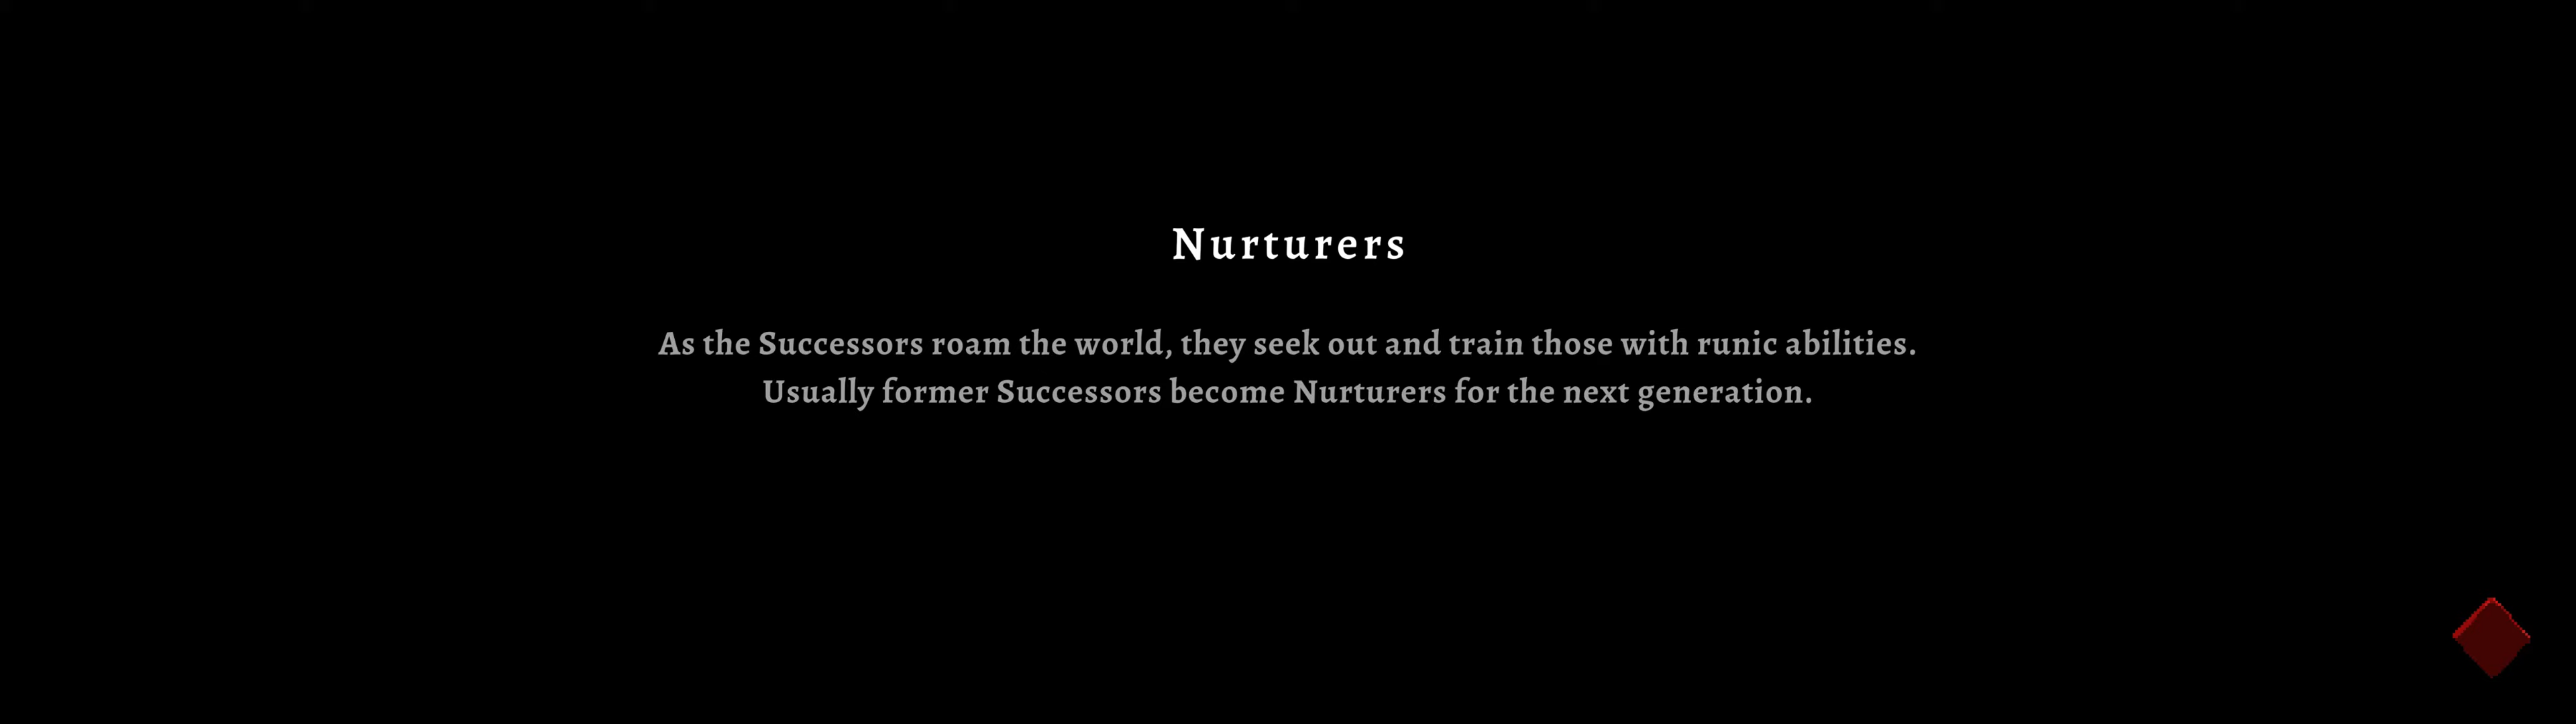 Nurturers
As the Successors roam the world, they seek out and train those with runic abilities.
Usually former Successors become Nurturers for the next generation.